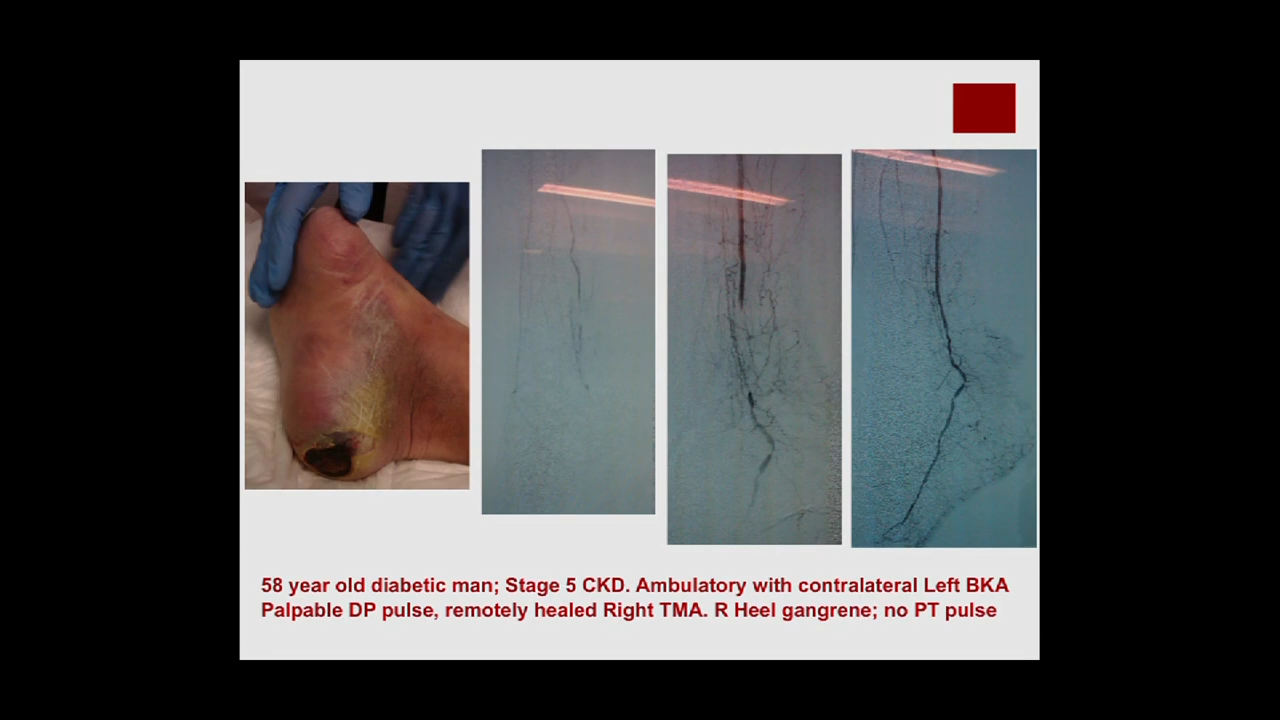 58 year old diabetic man; Stage 5 CKD. Ambulatory with contralateral Left BKA
Palpable DP pulse, remotely healed Right TMA. R Heel gangrene; no PT pulse